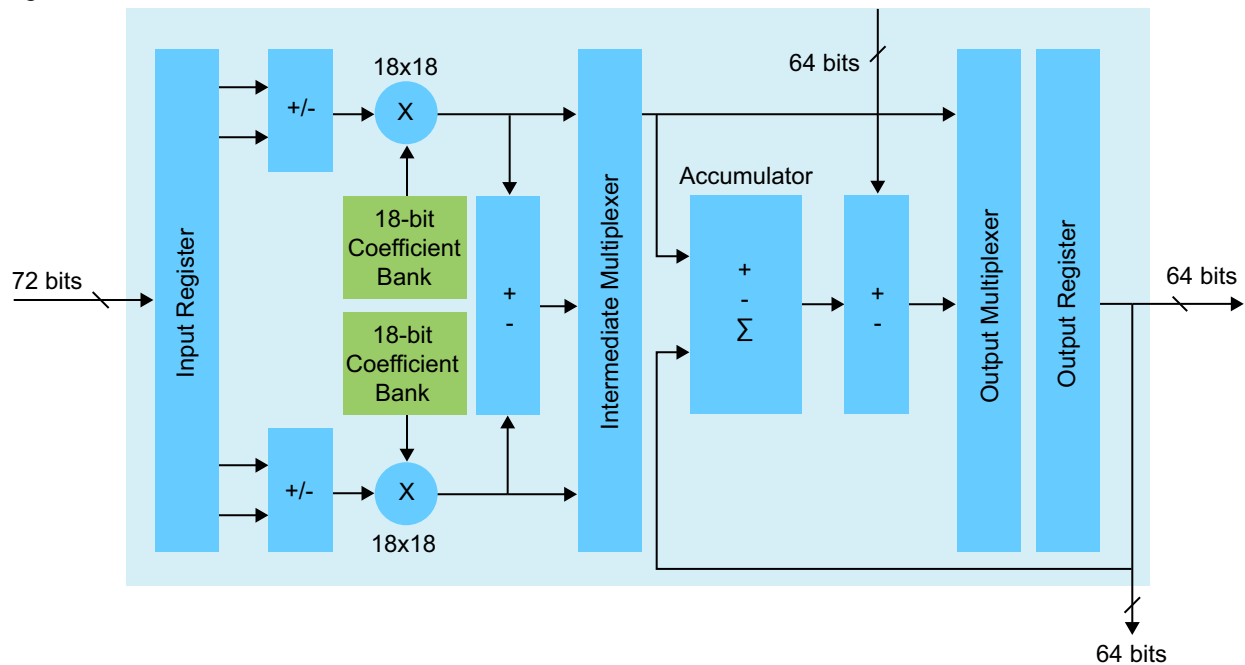 64 bits
18x18
+/-
X
Accumulator
18-bit
Coefficient
Bank
+
-
72 bits
Input Register
18-bit
Coefficient
Bank
Intermediate Multiplexer
+
-
Σ
+
-
Output Multiplexer
Output Register
64 bits
+/-
X
18x18
64 bits